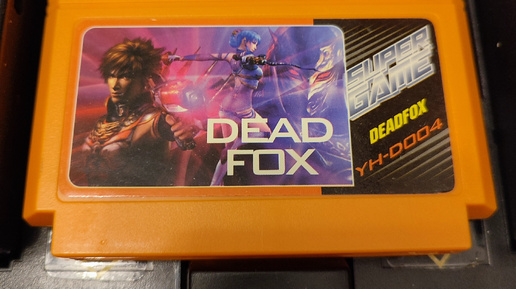 DEAD
FOX
SUPER
GAME
DEADFOX
YH-D004